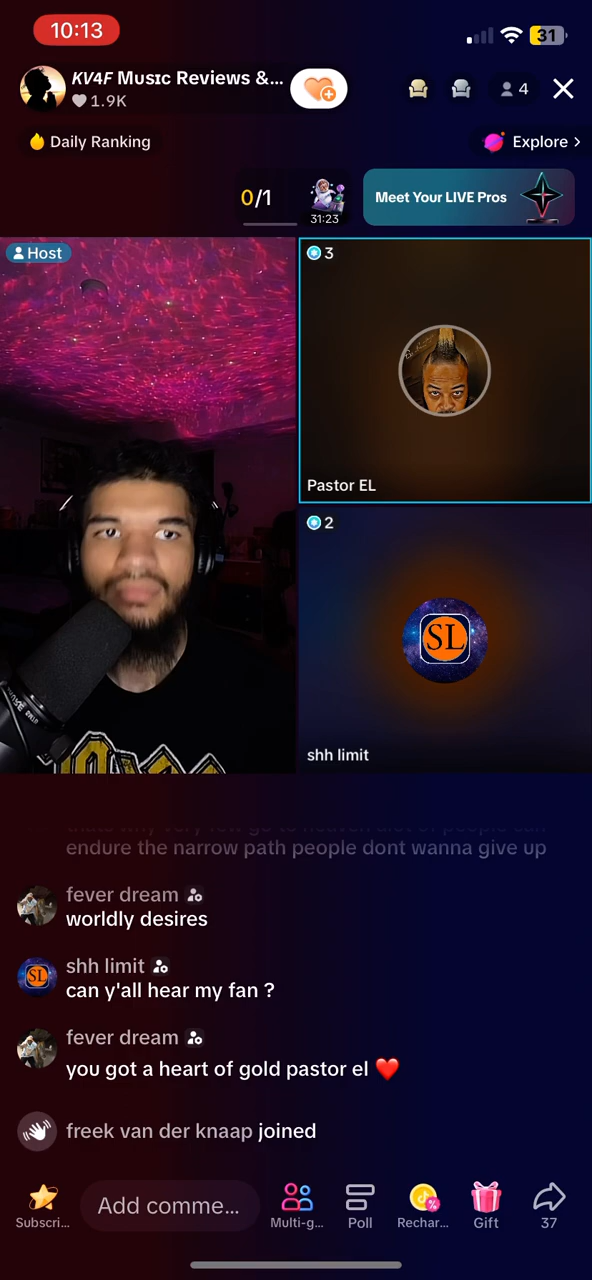 10:13
31
KV4F Music Reviews &...
1.9K
4
Daily Ranking
Explore >
0/1
31:23
Meet Your LIVE Pros
Host
3
Pastor EL
2
SL
shh limit
endure the narrow path people dont wanna give up
fever dream
worldly desires
shh limit
can y'all hear my fan ?
fever dream
you got a heart of gold pastor el ❤️
freek van der knaap joined
Add comme...
Subscri...
Multi-g...
Poll
Rechar...
Gift
37